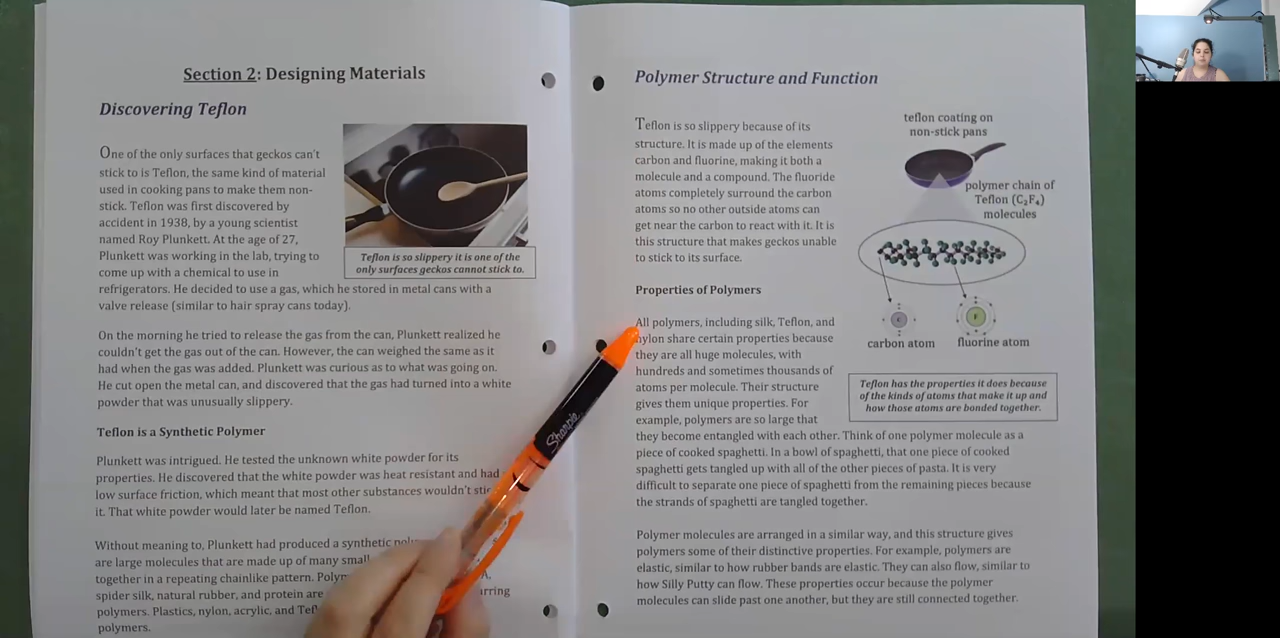 Section 2: Designing Materials
Discovering Teflon
One of the only surfaces that geckos can't
stick to is Teflon, the same kind of material
used in cooking pans to make them non-
stick. Teflon was first discovered by
accident in 1938, by a young scientist
named Roy Plunkett. At the age of 27,
Plunkett was working in the lab, trying to
come up with a chemical to use in
refrigerators. He decided to use a gas, which he stored in metal cans with a
valve release (similar to hair spray cans today).
Teflon is so slippery it is one of the
only surfaces geckos cannot stick to.
On the morning he tried to release the gas from the can, Plunkett realized he
couldn't get the gas out of the can. However, the can weighed the same as it
had when the gas was added. Plunkett was curious as to what was going on.
He cut open the metal can, and discovered that the gas had turned into a white
powder that was unusually slippery.
Teflon is a Synthetic Polymer
Plunkett was intrigued. He tested the unknown white powder for its
properties. He discovered that the white powder was heat resistant and had
low surface friction, which meant that most other substances wouldn't
it. That white powder would later be named Teflon.
Without meaning to, Plunkett had produced a synthetic
are large molecules that are made up of many small
together in a repeating chainlike pattern.
spider silk, natural rubber, and protein are
polymers. Plastics, nylon, acrylic, and
polymers.
Polymer Structure and Function
Teflon is so slippery because of its
structure. It is made up of the elements
carbon and fluorine, making it both a
molecule and a compound. The fluoride
atoms completely surround the carbon
atoms so no other outside atoms can
get near the carbon to react with it. It is
this structure that makes geckos unable
to stick to its surface.
teflon coating on
non-stick pans
polymer chain of
Teflon (C₂F₄)
molecules
C
F
carbon atom
fluorine atom
Teflon has the properties it does because
of the kinds of atoms that make it up and
how those atoms are bonded together.
Properties of Polymers
All polymers, including silk, Teflon, and
nylon share certain properties because
they are all huge molecules, with
hundreds and sometimes thousands of
atoms per molecule. Their structure
gives them unique properties. For
example, polymers are so large that
they become entangled with each other. Think of one polymer molecule as a
piece of cooked spaghetti. In a bowl of spaghetti, that one piece of cooked
spaghetti gets tangled up with all of the other pieces of pasta. It is very
difficult to separate one piece of spaghetti from the remaining pieces because
the strands of spaghetti are tangled together.
Polymer molecules are arranged in a similar way, and this structure gives
polymers some of their distinctive properties. For example, polymers are
elastic, similar to how rubber bands are elastic. They can also flow, similar to
how Silly Putty can flow. These properties occur because the polymer
molecules can slide past one another, but they are still connected together.
Sharpie